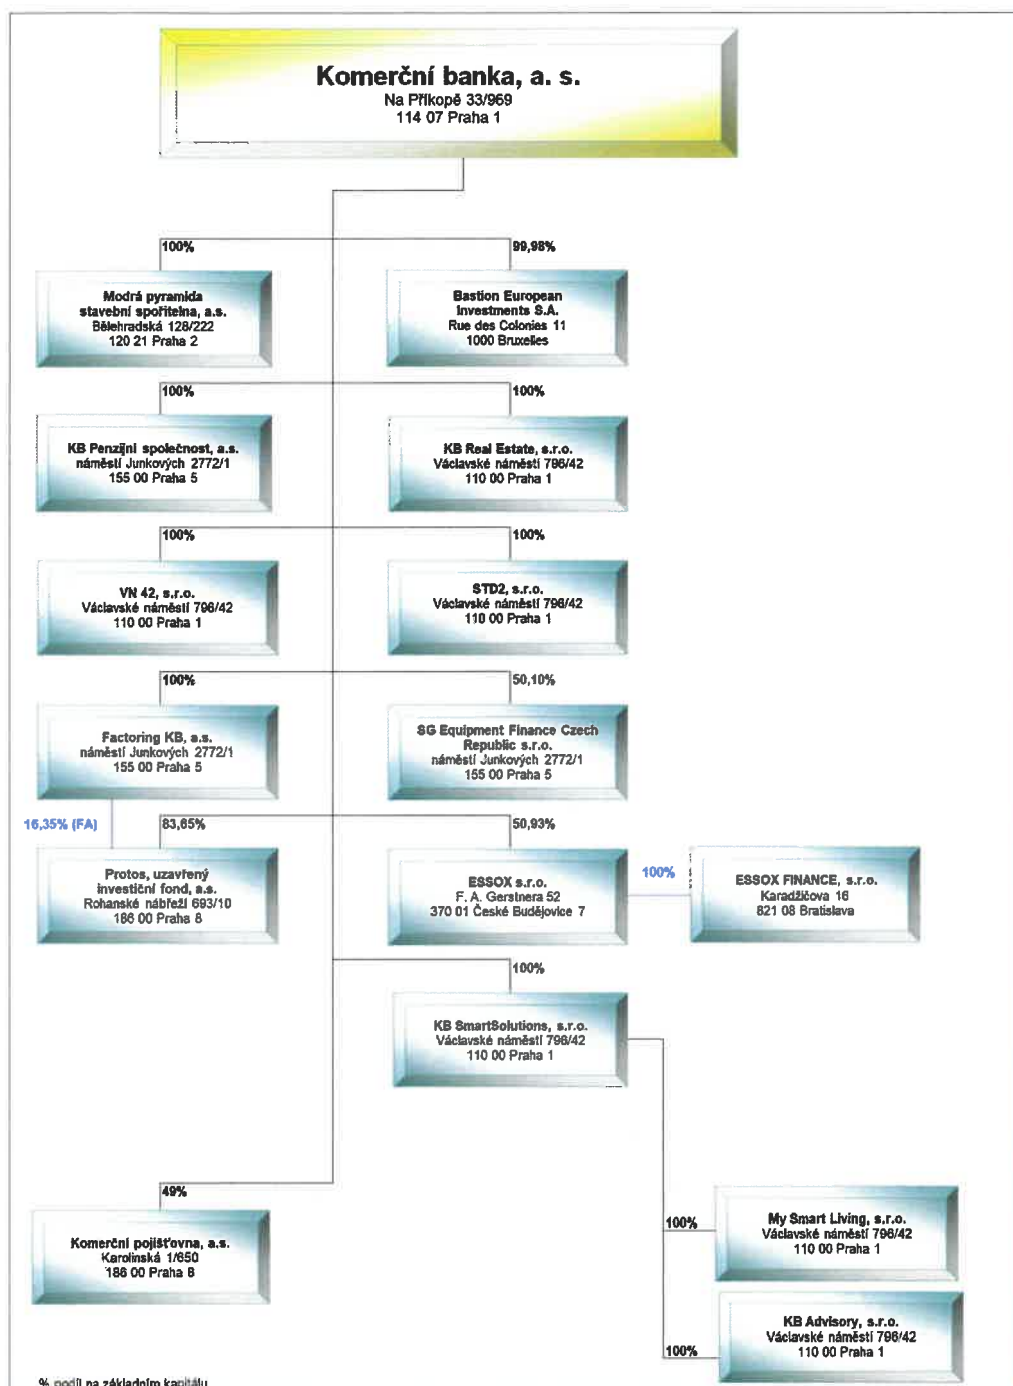 Komerční banka, a. s.
Na Příkopě 33/969
114 07 Praha 1
100%
99,98%
Modrá pyramida
stavební spořitelna, a.s.
Bělehradská 128/222
120 21 Praha 2
Bastion European
Investments S.A.
Rue des Colonies 11
1000 Bruxelles
100%
100%
KB Penzijní společnost, a.s.
náměstí Junkových 2772/1
155 00 Praha 5
KB Real Estate, s.r.o.
Václavské náměstí 796/42
110 00 Praha 1
100%
100%
VN 42, s.r.o.
Václavské náměstí 796/42
110 00 Praha 1
STD2, s.r.o.
Václavské náměstí 796/42
110 00 Praha 1
100%
50,10%
Factoring KB, a.s.
náměstí Junkových 2772/1
155 00 Praha 5
SG Equipment Finance Czech
Republic s.r.o.
náměstí Junkových 2772/1
155 00 Praha 5
16,35% (FA)
83,65%
50,93%
Protos, uzavřený
investiční fond, a.s.
Rohanské nábřeží 693/10
186 00 Praha 8
ESSOX s.r.o.
F. A. Gerstnera 52
370 01 České Budějovice 7
100%
ESSOX FINANCE, s.r.o.
Karadžičova 16
821 08 Bratislava
100%
KB SmartSolutions, s.r.o.
Václavské náměstí 796/42
110 00 Praha 1
49%
Komerční pojišťovna, a.s.
Karolinská 1/650
186 00 Praha 8
100%
My Smart Living, s.r.o.
Václavské náměstí 796/42
110 00 Praha 1
100%
KB Advisory, s.r.o.
Václavské náměstí 796/42
110 00 Praha 1
% podíl na základním kapitálu